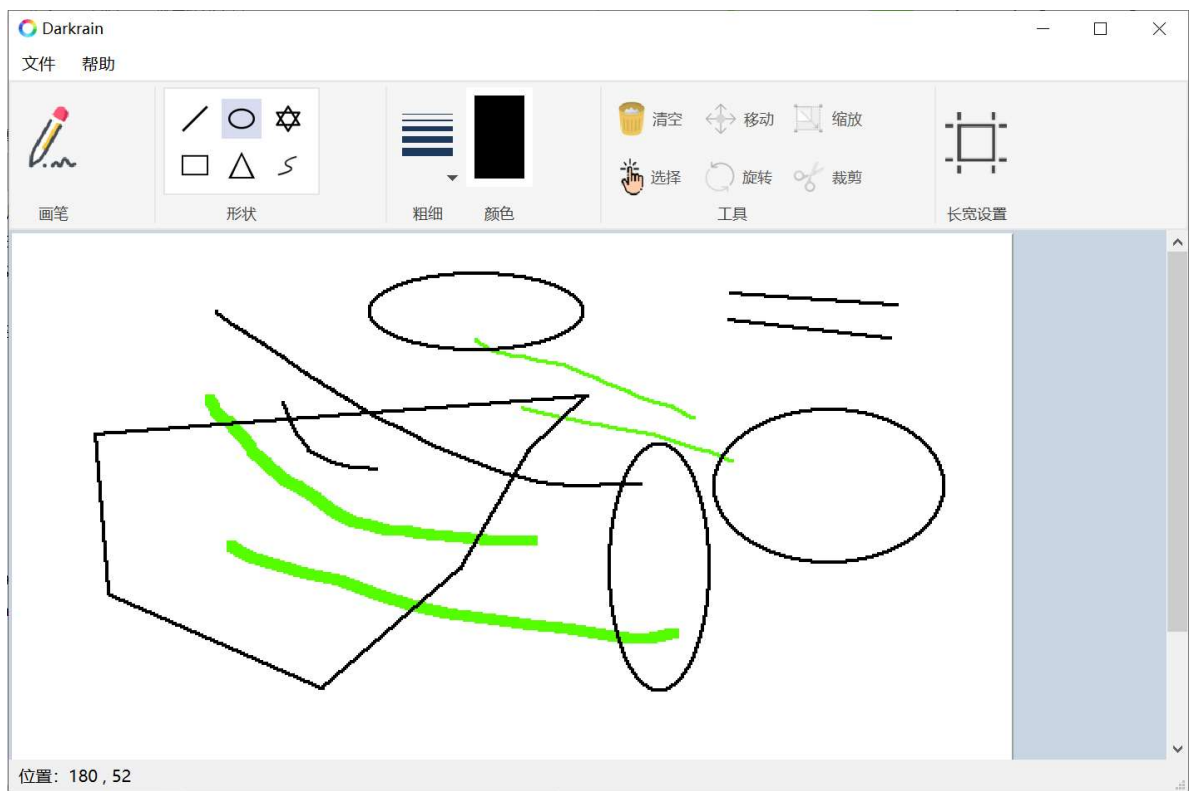 Darkrain
文件 帮助
清空 移动 缩放
选择 旋转 裁剪
画笔 形状 粗细 颜色 工具 长宽设置
位置：180 , 52